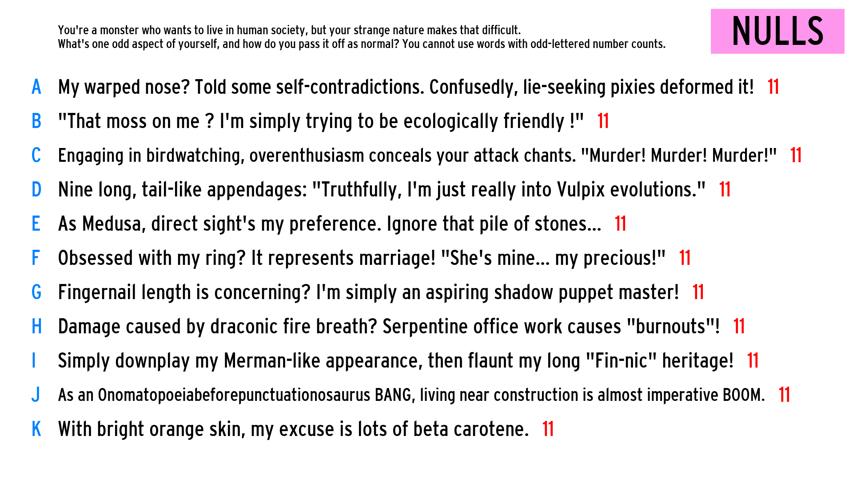 You're a monster who wants to live in human society, but your strange nature makes that difficult.
What's one odd aspect of yourself, and how do you pass it off as normal? You cannot use words with odd-lettered number counts.
NULLS
A My warped nose? Told some self-contradictions. Confusedly, lie-seeking pixies deformed it! 11
B "That moss on me ? I'm simply trying to be ecologically friendly !" 11
C Engaging in birdwatching, overenthusiasm conceals your attack chants. "Murder! Murder! Murder!" 11
D Nine long, tail-like appendages: "Truthfully, I'm just really into Vulpix evolutions." 11
E As Medusa, direct sight's my preference. Ignore that pile of stones... 11
F Obsessed with my ring? It represents marriage! "She's mine... my precious!" 11
G Fingernail length is concerning? I'm simply an aspiring shadow puppet master! 11
H Damage caused by draconic fire breath? Serpentine office work causes "burnouts"! 11
I Simply downplay my Merman-like appearance, then flaunt my long "Fin-nic" heritage! 11
J As an Onomatopoeiabeforepunctuationosaurus BANG, living near construction is almost imperative BOOM. 11
K With bright orange skin, my excuse is lots of beta carotene. 11